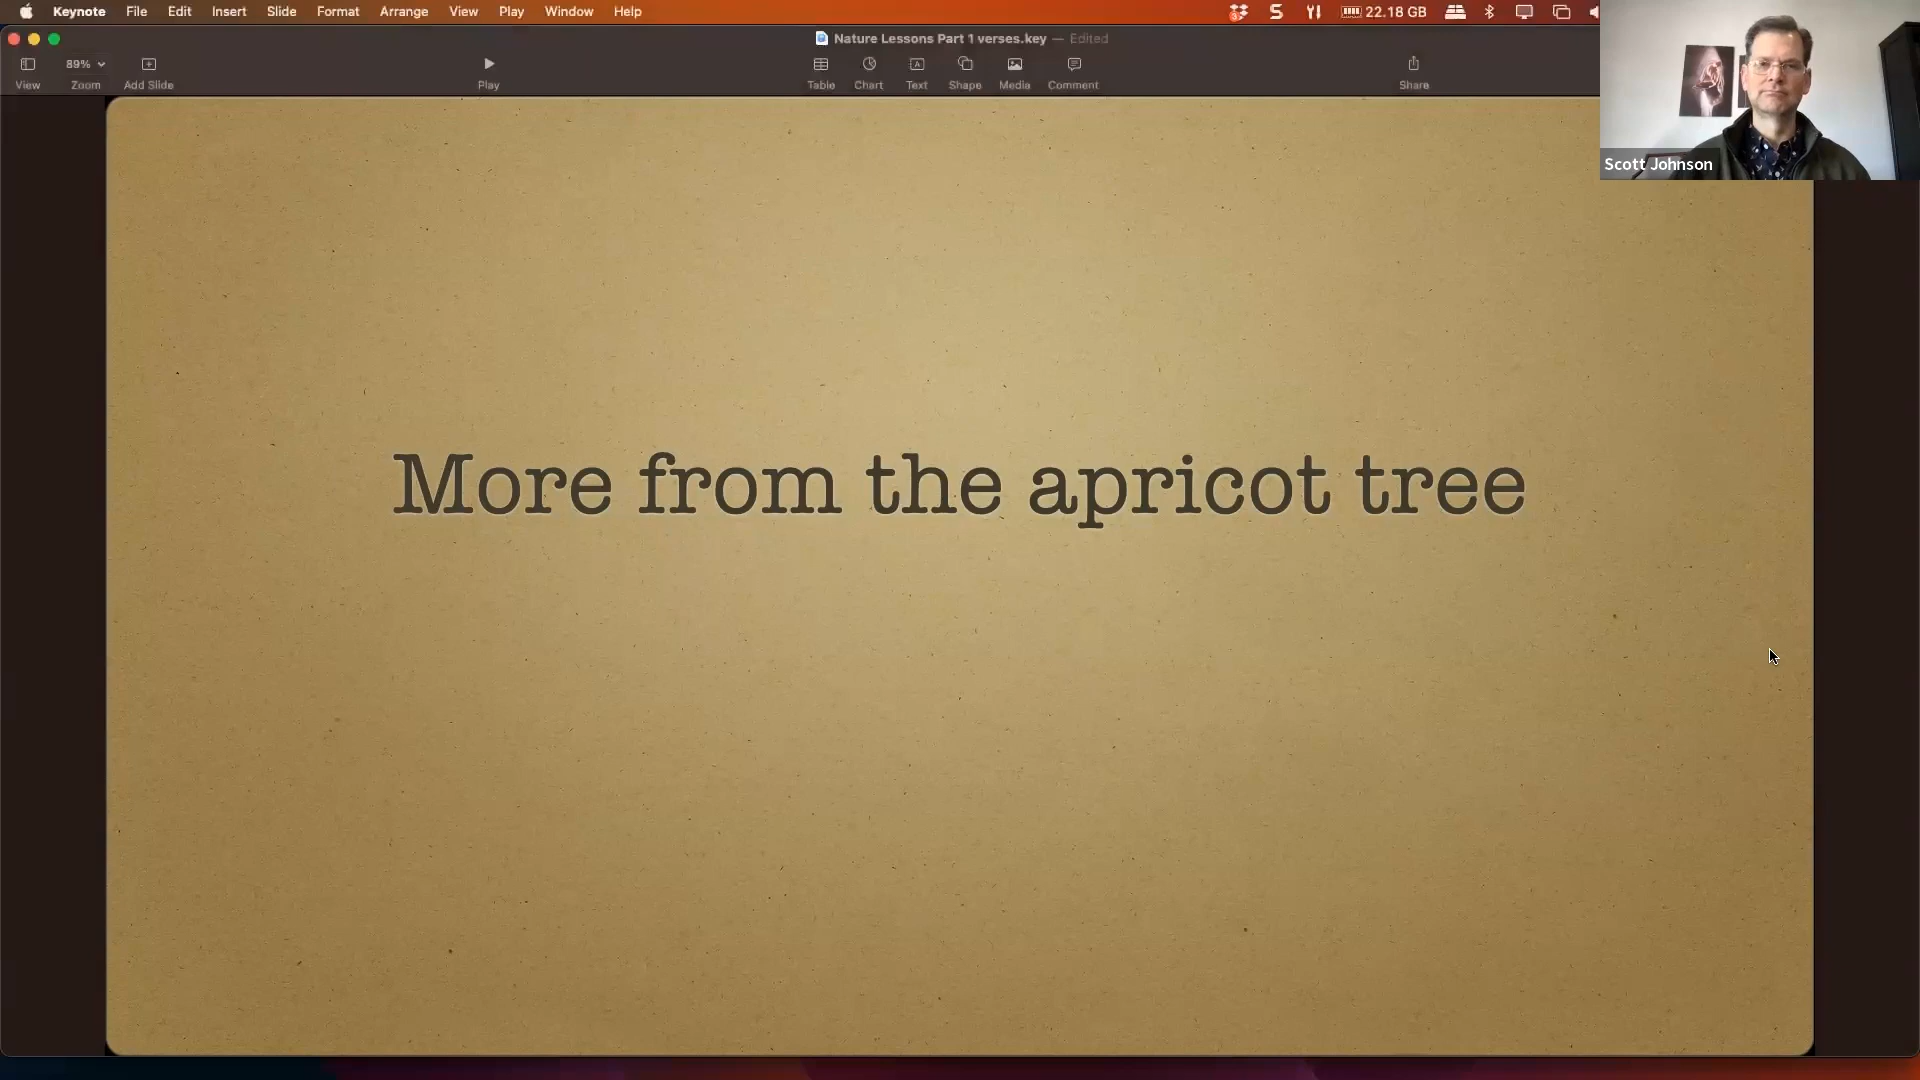 Keynote File Edit Insert Slide Format Arrange View Play Window Help 22.18 GB
Nature Lessons Part 1 verses.key — Edited
89%
View Zoom Add Slide Play Table Chart Text Shape Media Comment Share
Scott Johnson
More from the apricot tree